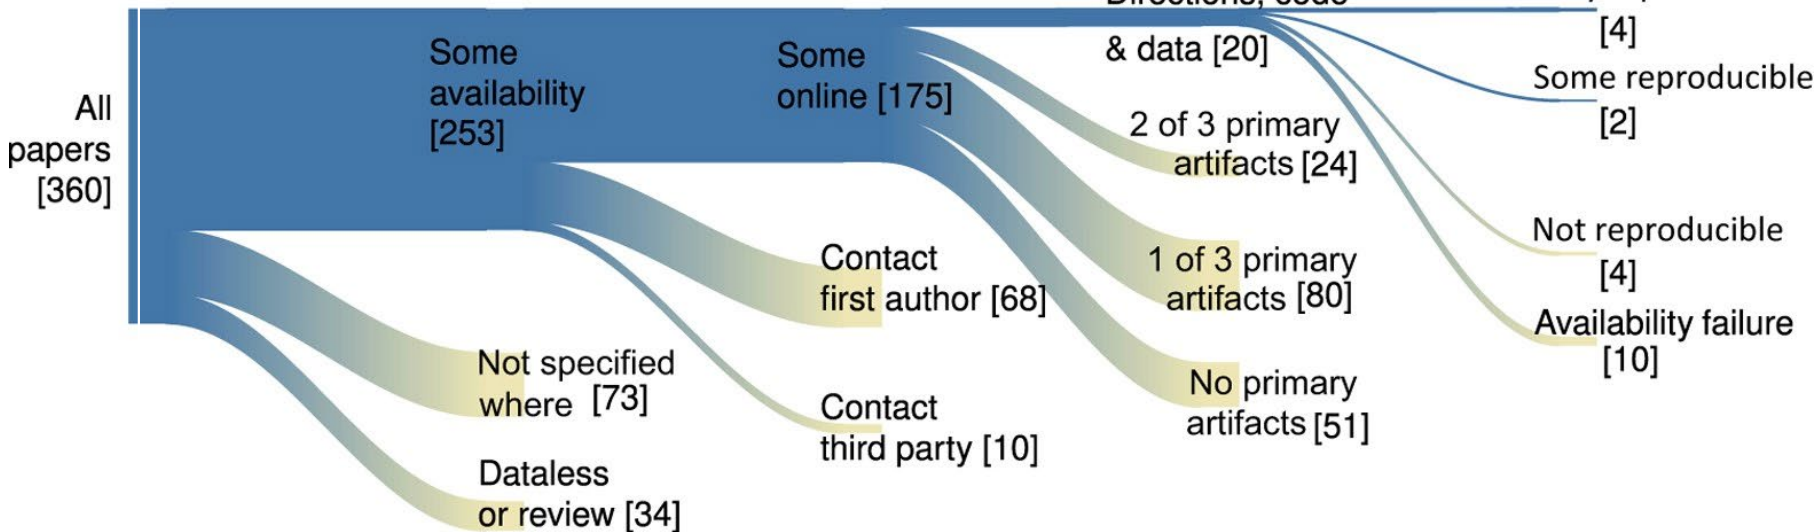 All
papers
[360]
Some
availability
[253]
Not specified
where [73]
Dataless
or review [34]
Some
online [175]
Contact
first author [68]
Contact
third party [10]
& data [20]
2 of 3 primary
artifacts [24]
1 of 3 primary
artifacts [80]
No primary
artifacts [51]
[4]
Some reproducible
[2]
Not reproducible
[4]
Availability failure
[10]